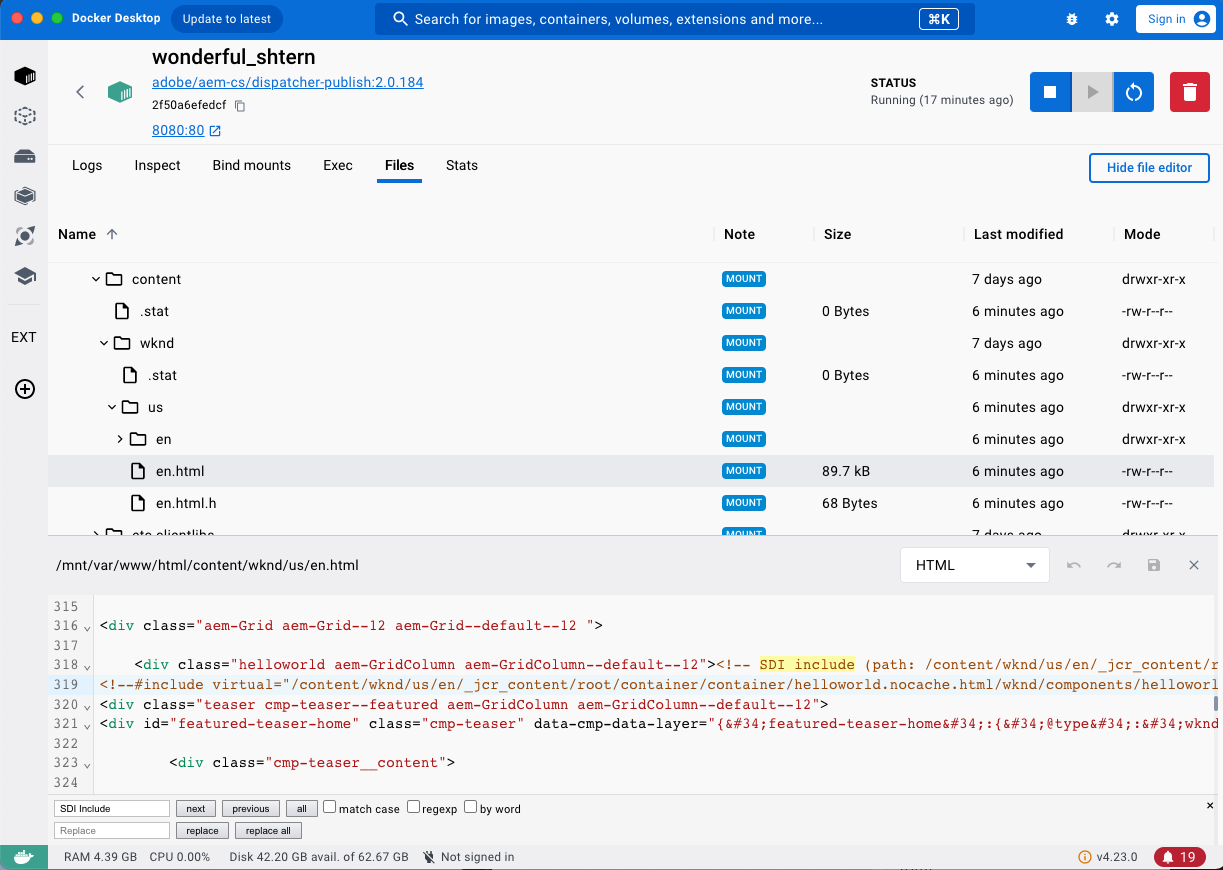 Docker Desktop Update to latest Search for images, containers, volumes, extensions and more... ⌘K Sign in
wonderful_shtern
adobe/aem-cs/dispatcher-publish:2.0.184
2f50a6efedcf
8080:80
STATUS
Running (17 minutes ago)
Logs Inspect Bind mounts Exec Files Stats Hide file editor
Name Note Size Last modified Mode
content MOUNT 7 days ago drwxr-xr-x
.stat MOUNT 0 Bytes 6 minutes ago -rw-r--r--
wknd MOUNT 7 days ago drwxr-xr-x
.stat MOUNT 0 Bytes 6 minutes ago -rw-r--r--
us MOUNT 6 minutes ago drwxr-xr-x
en MOUNT 6 minutes ago drwxr-xr-x
en.html MOUNT 89.7 kB 6 minutes ago -rw-r--r--
en.html.h MOUNT 68 Bytes 6 minutes ago -rw-r--r--
etc.clientlibs MOUNT 7 days ago drwxr-xr-x
EXT
/mnt/var/www/html/content/wknd/us/en.html HTML
315
316 <div class="aem-Grid aem-Grid--12 aem-Grid--default--12 ">
317
318 <div class="helloworld aem-GridColumn aem-GridColumn--default--12"><!-- SDI include (path: /content/wknd/us/en/_jcr_content/r
319 <!--#include virtual="/content/wknd/us/en/_jcr_content/root/container/container/helloworld.nocache.html/wknd/components/helloworl
320 <div class="teaser cmp-teaser--featured aem-GridColumn aem-GridColumn--default--12">
321 <div id="featured-teaser-home" class="cmp-teaser" data-cmp-data-layer="{&#34;featured-teaser-home&#34;:{&#34;@type&#34;:&#34;wknd
322
323 <div class="cmp-teaser__content">
324
SDI Include next previous all match case regexp by word ×
Replace replace replace all
RAM 4.39 GB CPU 0.00% Disk 42.20 GB avail. of 62.67 GB Not signed in v4.23.0 19